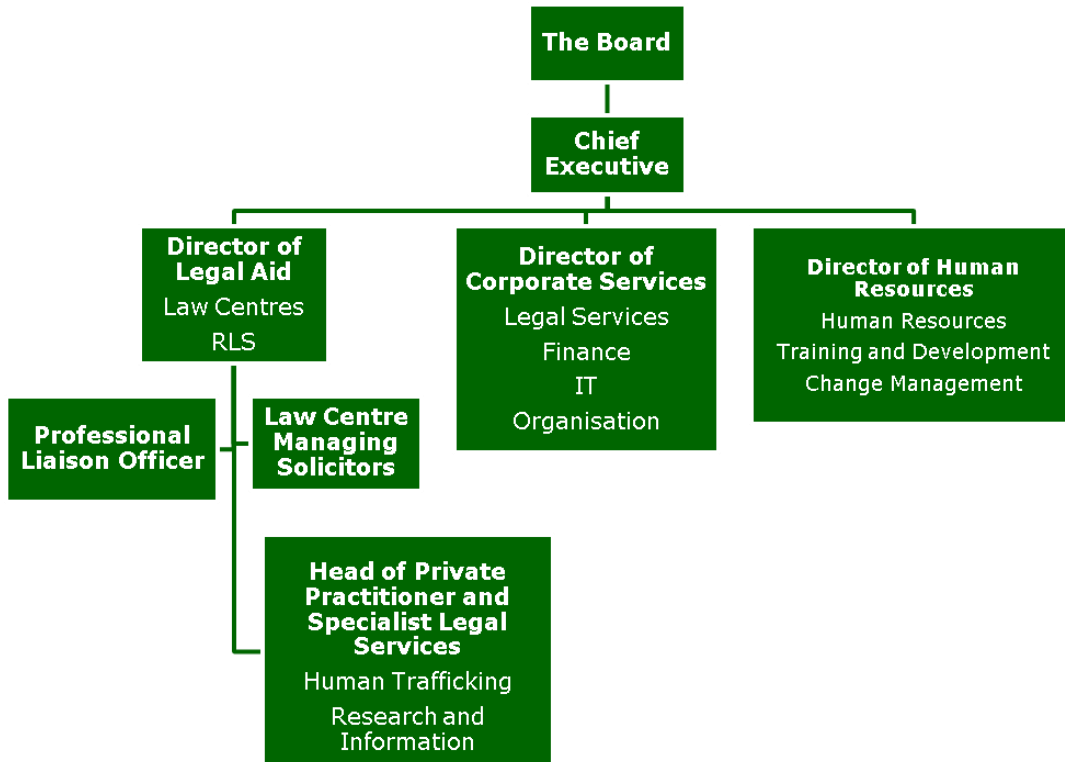 The Board
Chief
Executive
Director of
Legal Aid
Law Centres
RLS
Director of
Corporate Services
Legal Services
Finance
IT
Organisation
Director of Human
Resources
Human Resources
Training and Development
Change Management
Professional
Liaison Officer
Law Centre
Managing
Solicitors
Head of Private
Practitioner and
Specialist Legal
Services
Human Trafficking
Research and
Information